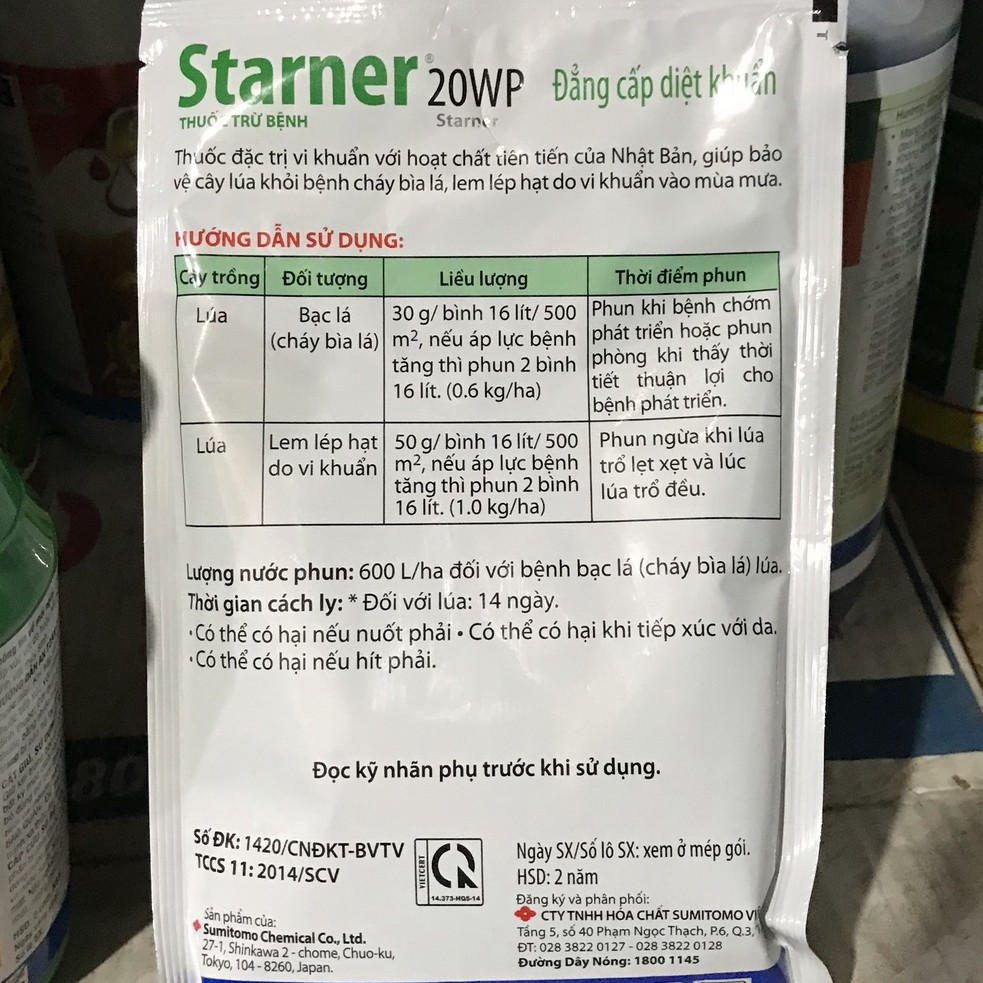 Starner® 20WP Đẳng cấp diệt khuẩn
THUỐC TRỪ BỆNH Starner
Thuốc đặc trị vi khuẩn với hoạt chất tiên tiến của Nhật Bản, giúp bảo
vệ cây lúa khỏi bệnh cháy bìa lá, lem lép hạt do vi khuẩn vào mùa mưa.
HƯỚNG DẪN SỬ DỤNG:
Cây trồng Đối tượng Liều lượng Thời điểm phun
Lúa
Bạc lá
(cháy bìa lá)
30 g/ bình 16 lít/ 500
m², nếu áp lực bệnh
tăng thì phun 2 bình
16 lít. (0.6 kg/ha)
Phun khi bệnh chớm
phát triển hoặc phun
phòng khi thấy thời
tiết thuận lợi cho
bệnh phát triển.
Lúa
Lem lép hạt
do vi khuẩn
50 g/ bình 16 lít/ 500
m², nếu áp lực bệnh
tăng thì phun 2 bình
16 lít. (1.0 kg/ha)
Phun ngừa khi lúa
trổ lẹt xẹt và lúc
lúa trổ đều.
Lượng nước phun: 600 L/ha đối với bệnh bạc lá (cháy bìa lá) lúa.
Thời gian cách ly: * Đối với lúa: 14 ngày.
•Có thể có hại nếu nuốt phải • Có thể có hại khi tiếp xúc với da.
•Có thể có hại nếu hít phải.
Đọc kỹ nhãn phụ trước khi sử dụng.
Số ĐK: 1420/CNĐKT-BVTV
TCCS 11: 2014/SCV
VIETCERT
14.373-HQS-14
Ngày SX/Số lô SX: xem ở mép gói.
HSD: 2 năm
Đăng ký và phân phối:
CTY TNHH HÓA CHẤT SUMITOMO
Tầng 5, số 40 Phạm Ngọc Thạch, P.6, Q.3,
ĐT: 028 3822 0127 - 028 3822 0128
Đường Dây Nóng: 1800 1145
Sản phẩm của:
Sumitomo Chemical Co., Ltd.
27-1, Shinkawa 2 - chome, Chuo-ku,
Tokyo, 104 - 8260, Japan.